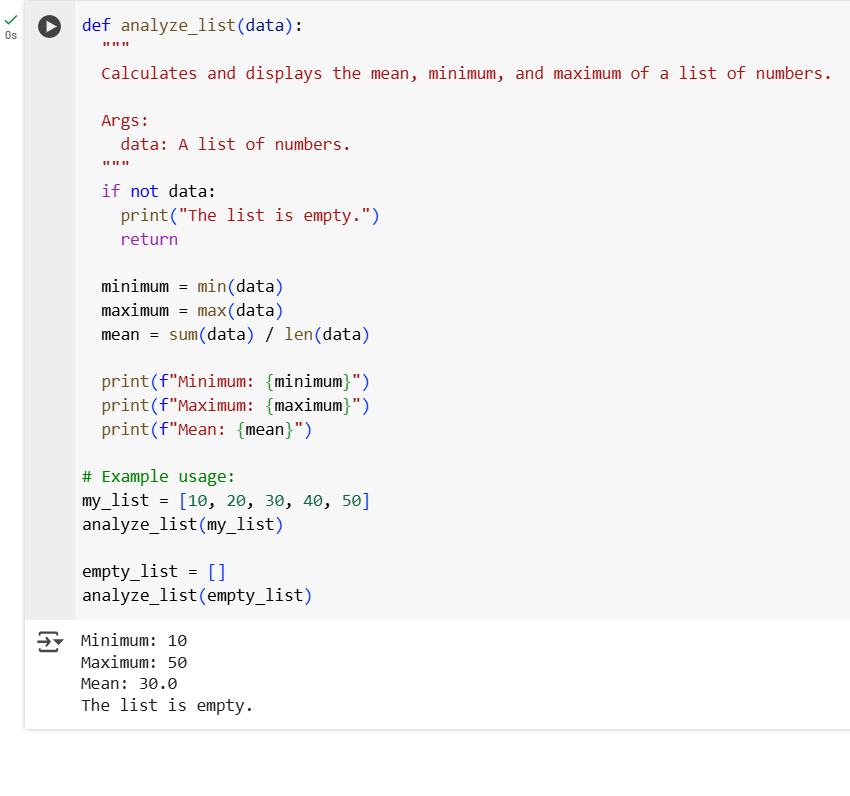 0s
def analyze_list(data):
  """
  Calculates and displays the mean, minimum, and maximum of a list of numbers.

  Args:
    data: A list of numbers.
  """
  if not data:
    print("The list is empty.")
    return

  minimum = min(data)
  maximum = max(data)
  mean = sum(data) / len(data)

  print(f"Minimum: {minimum}")
  print(f"Maximum: {maximum}")
  print(f"Mean: {mean}")

# Example usage:
my_list = [10, 20, 30, 40, 50]
analyze_list(my_list)

empty_list = []
analyze_list(empty_list)
Minimum: 10
Maximum: 50
Mean: 30.0
The list is empty.